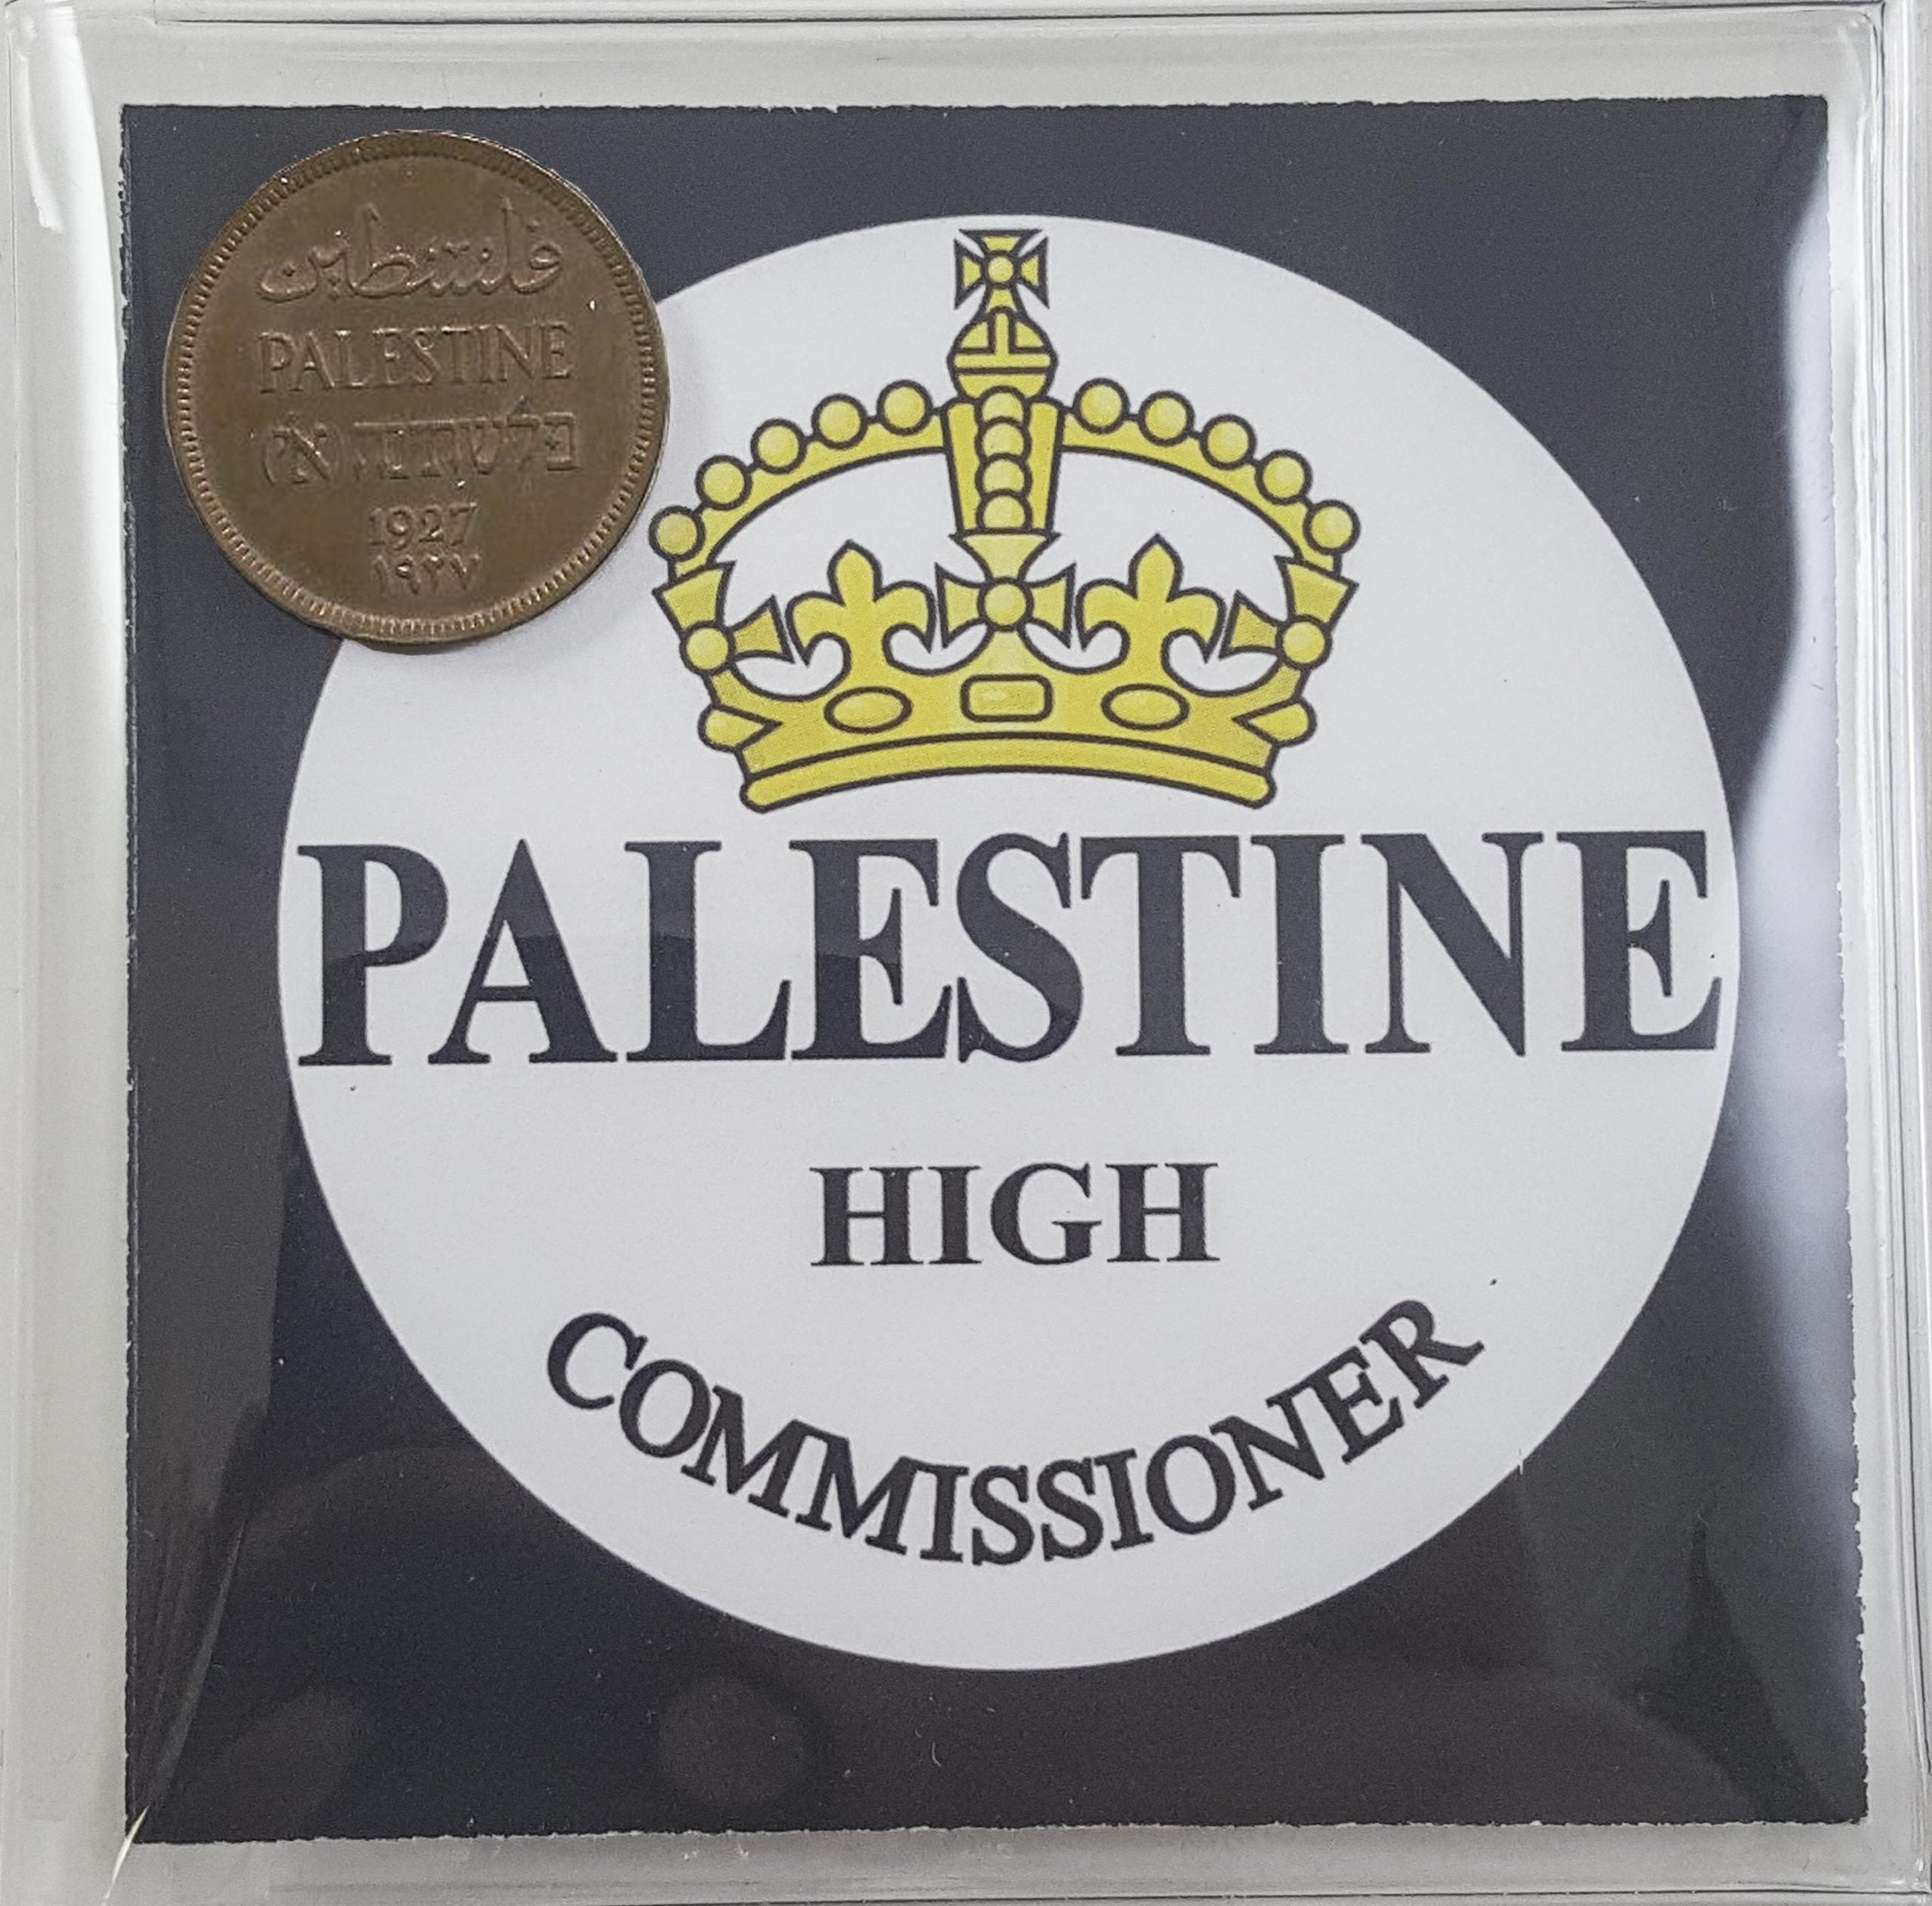 فلسطين
PALESTINE
פלשתינה (א״י)
1927
١٩٢٧
PALESTINE
HIGH
COMMISSIONER